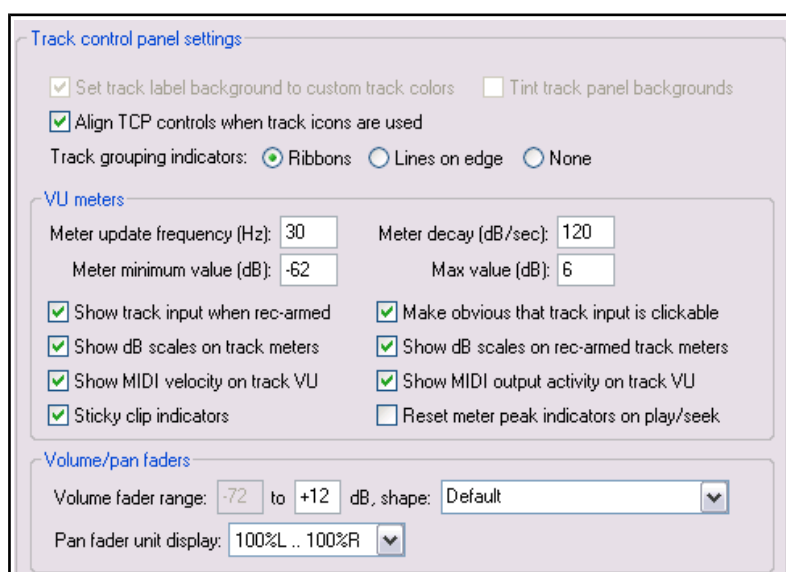 Track control panel settings
Set track label background to custom track colors Tint track panel backgrounds
Align TCP controls when track icons are used
Track grouping indicators: Ribbons Lines on edge None
VU meters
Meter update frequency (Hz): 30 Meter decay (dB/sec): 120
Meter minimum value (dB): -62 Max value (dB): 6
Show track input when rec-armed Make obvious that track input is clickable
Show dB scales on track meters Show dB scales on rec-armed track meters
Show MIDI velocity on track VU Show MIDI output activity on track VU
Sticky clip indicators Reset meter peak indicators on play/seek
Volume/pan faders
Volume fader range: -72 to +12 dB, shape: Default
Pan fader unit display: 100%L .. 100%R